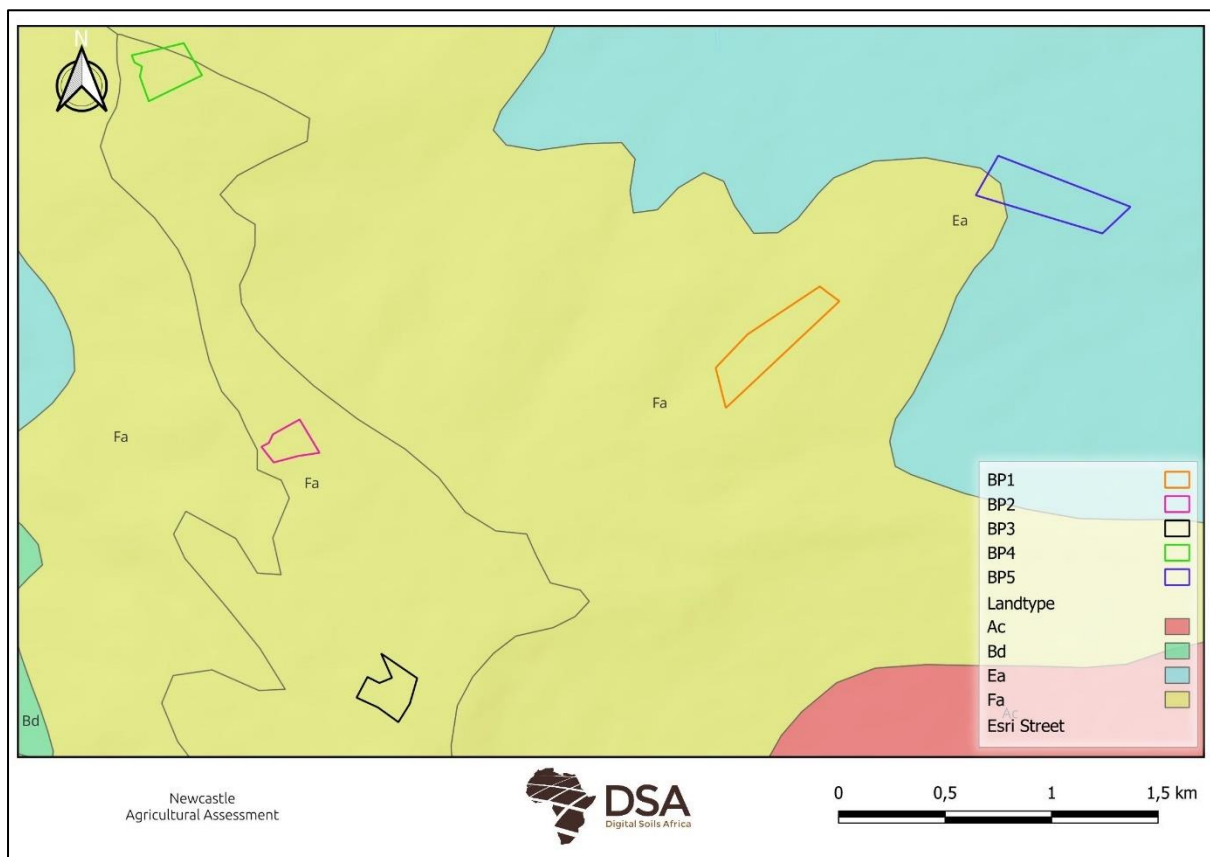 N
Ea
Fa
Fa
Fa
Bd
BP1
BP2
BP3
BP4
BP5
Landtype
Ac
Bd
Ea
Fa
Ac
Esri Street
Newcastle
Agricultural Assessment
DSA
Digital Soils Africa
0 0,5 1 1,5 km